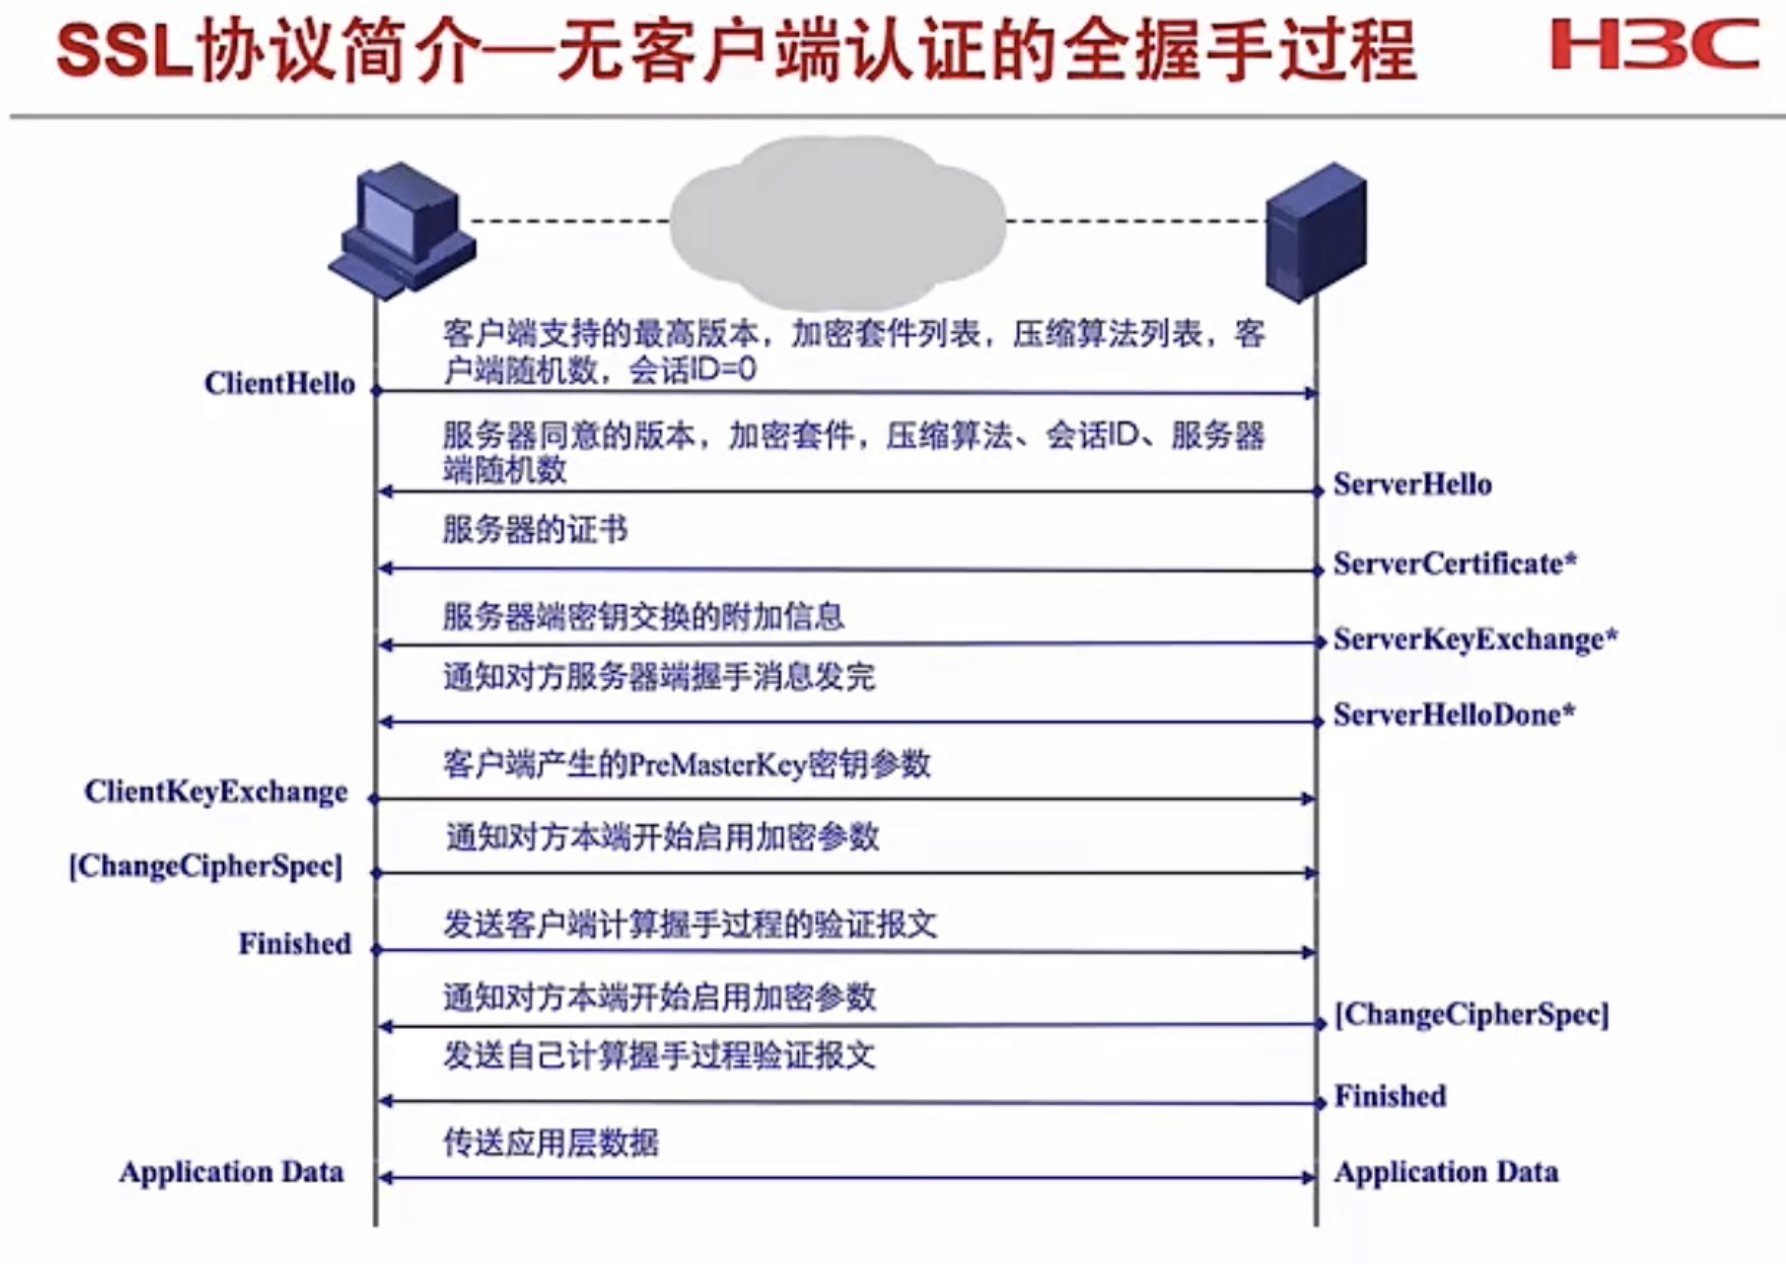 SSL协议简介—无客户端认证的全握手过程
H3C
客户端支持的最高版本，加密套件列表，压缩算法列表，客
户端随机数，会话ID=0
ClientHello
服务器同意的版本，加密套件，压缩算法、会话ID、服务器
端随机数
ServerHello
服务器的证书
ServerCertificate*
服务器端密钥交换的附加信息
ServerKeyExchange*
通知对方服务器端握手消息发完
ServerHelloDone*
客户端产生的PreMasterKey密钥参数
ClientKeyExchange
通知对方本端开始启用加密参数
[ChangeCipherSpec]
发送客户端计算握手过程的验证报文
Finished
通知对方本端开始启用加密参数
[ChangeCipherSpec]
发送自己计算握手过程验证报文
Finished
传送应用层数据
Application Data
Application Data